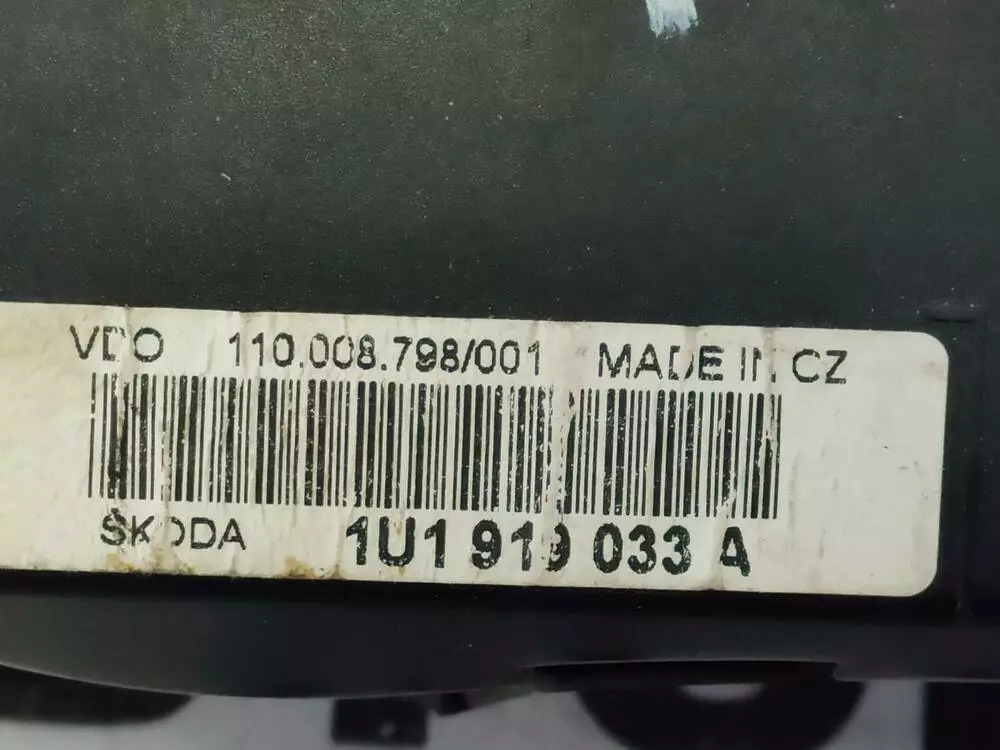 VDO 110.008.798/001 MADE IN CZ
ŠKODA 1U1 919 033 A